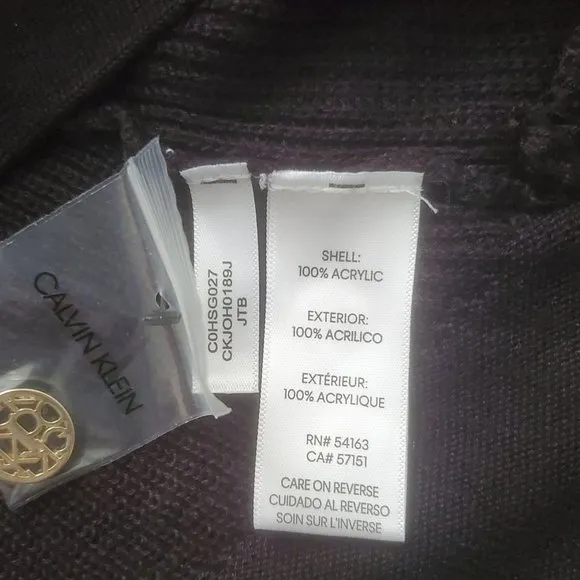 CALVIN KLEIN
C0HSG027
CKJOH0189J
JTB
SHELL:
100% ACRYLIC
EXTERIOR:
100% ACRILICO
EXTÉRIEUR:
100% ACRYLIQUE
RN# 54163
CA# 57151
CARE ON REVERSE
CUIDADO AL REVERSO
SOIN SUR L'INVERSE